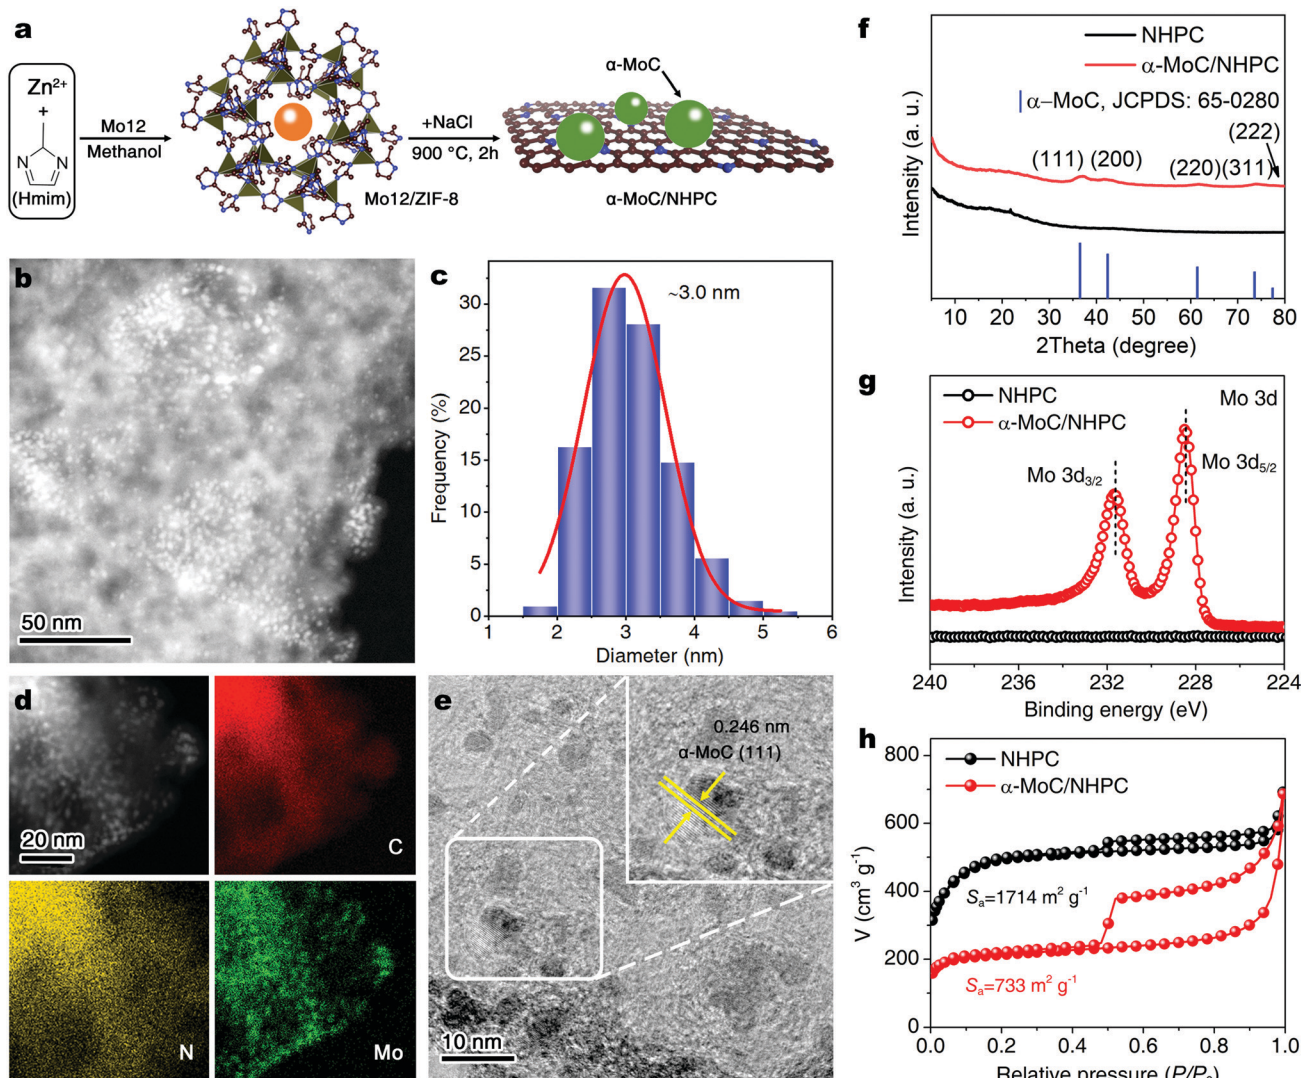 a
Zn²⁺
+
N N
(Hmim)
Mo12
Methanol
Mo12/ZIF-8
+NaCl
900 °C, 2h
α-MoC
α-MoC/NHPC
b
50 nm
c
~3.0 nm
Frequency (%)
30
25
20
15
10
5
0
1 2 3 4 5 6
Diameter (nm)
d
20 nm
C
N
Mo
e
0.246 nm
α-MoC (111)
10 nm
f
NHPC
α-MoC/NHPC
α–MoC, JCPDS: 65-0280
(222)
(111) (200)
(220)(311)
Intensity (a. u.)
10 20 30 40 50 60 70 80
2Theta (degree)
g
NHPC
α-MoC/NHPC
Mo 3d
Mo 3d₃/₂
Mo 3d₅/₂
Intensity (a. u.)
240 236 232 228 224
Binding energy (eV)
h
NHPC
α-MoC/NHPC
Sₐ=1714 m² g⁻¹
Sₐ=733 m² g⁻¹
V (cm³ g⁻¹)
800
600
400
200
0
0.0 0.2 0.4 0.6 0.8 1.0
Relative pressure (P/P₀)